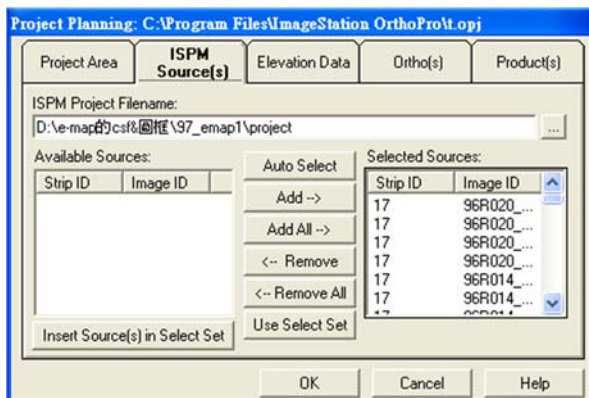 Project Planning: C:\Program Files\ImageStation OrthoPro\t.opj
Project Area
ISPM Source(s)
Elevation Data
Ortho(s)
Product(s)
ISPM Project Filename:
D:\e-map的csf&圖框\97_emap1\project
...
Available Sources:
Strip ID Image ID
Auto Select
Add -->
Add All -->
<-- Remove
<-- Remove All
Use Select Set
Insert Source(s) in Select Set
Selected Sources:
Strip ID Image ID
17 96R020_...
17 96R020_...
17 96R020_...
17 96R020_...
17 96R014_...
17 96R014_...
OK Cancel Help